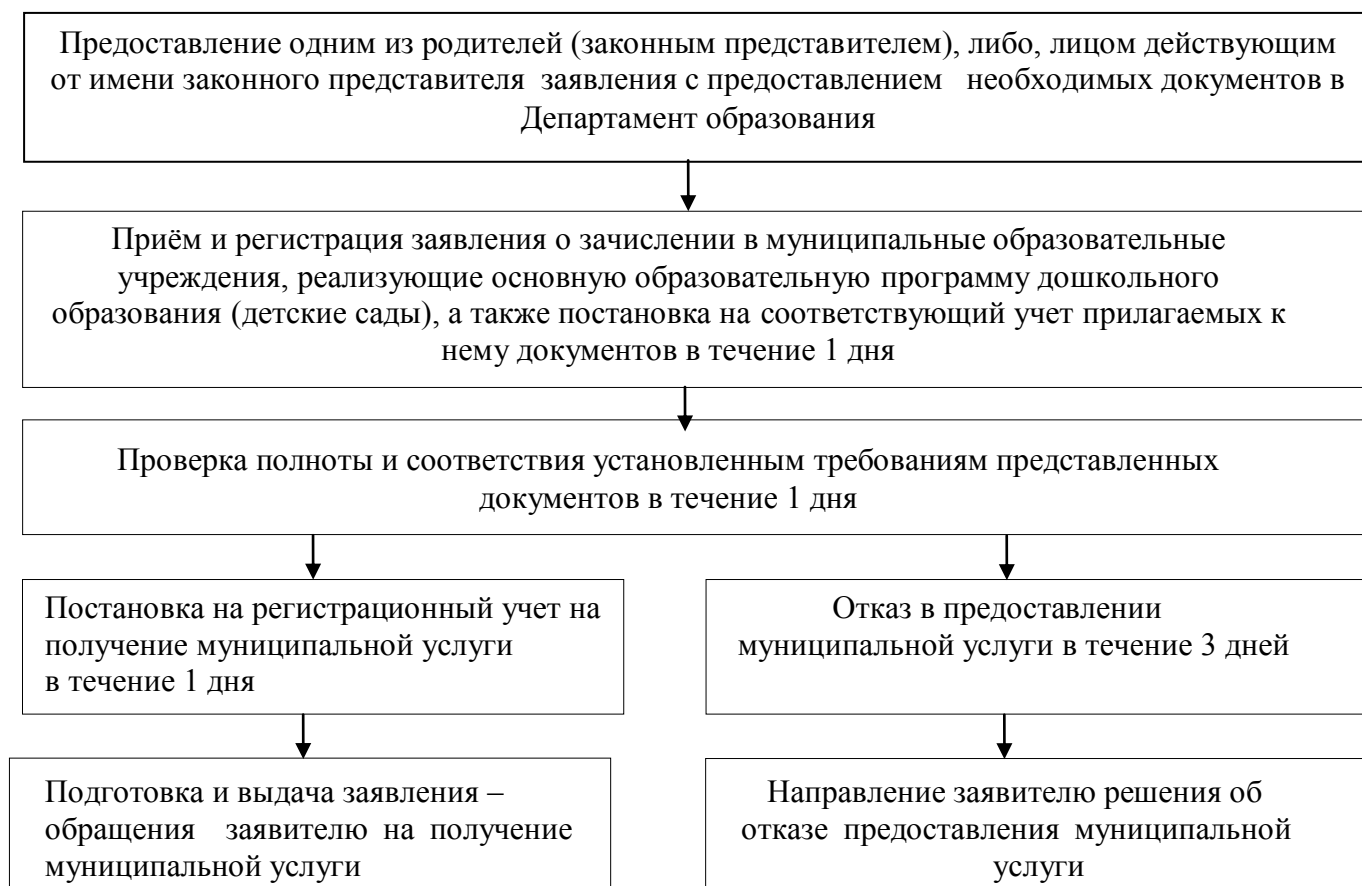 Предоставление одним из родителей (законным представителем), либо, лицом действующим
от имени законного представителя заявления с предоставлением необходимых документов в
Департамент образования
Приём и регистрация заявления о зачислении в муниципальные образовательные
учреждения, реализующие основную образовательную программу дошкольного
образования (детские сады), а также постановка на соответствующий учет прилагаемых к
нему документов в течение 1 дня
Проверка полноты и соответствия установленным требованиям представленных
документов в течение 1 дня
Постановка на регистрационный учет на
получение муниципальной услуги
в течение 1 дня
Отказ в предоставлении
муниципальной услуги в течение 3 дней
Подготовка и выдача заявления –
обращения заявителю на получение
муниципальной услуги
Направление заявителю решения об
отказе предоставления муниципальной
услуги